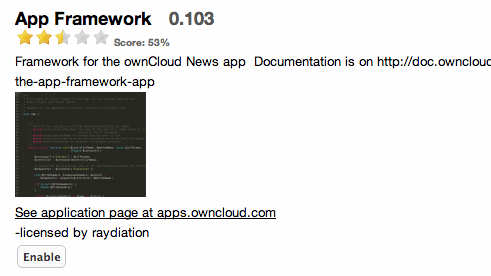 App Framework 0.103
Score: 53%
Framework for the ownCloud News app Documentation is on http://doc.owncloud
the-app-framework-app
See application page at apps.owncloud.com
-licensed by raydiation
Enable